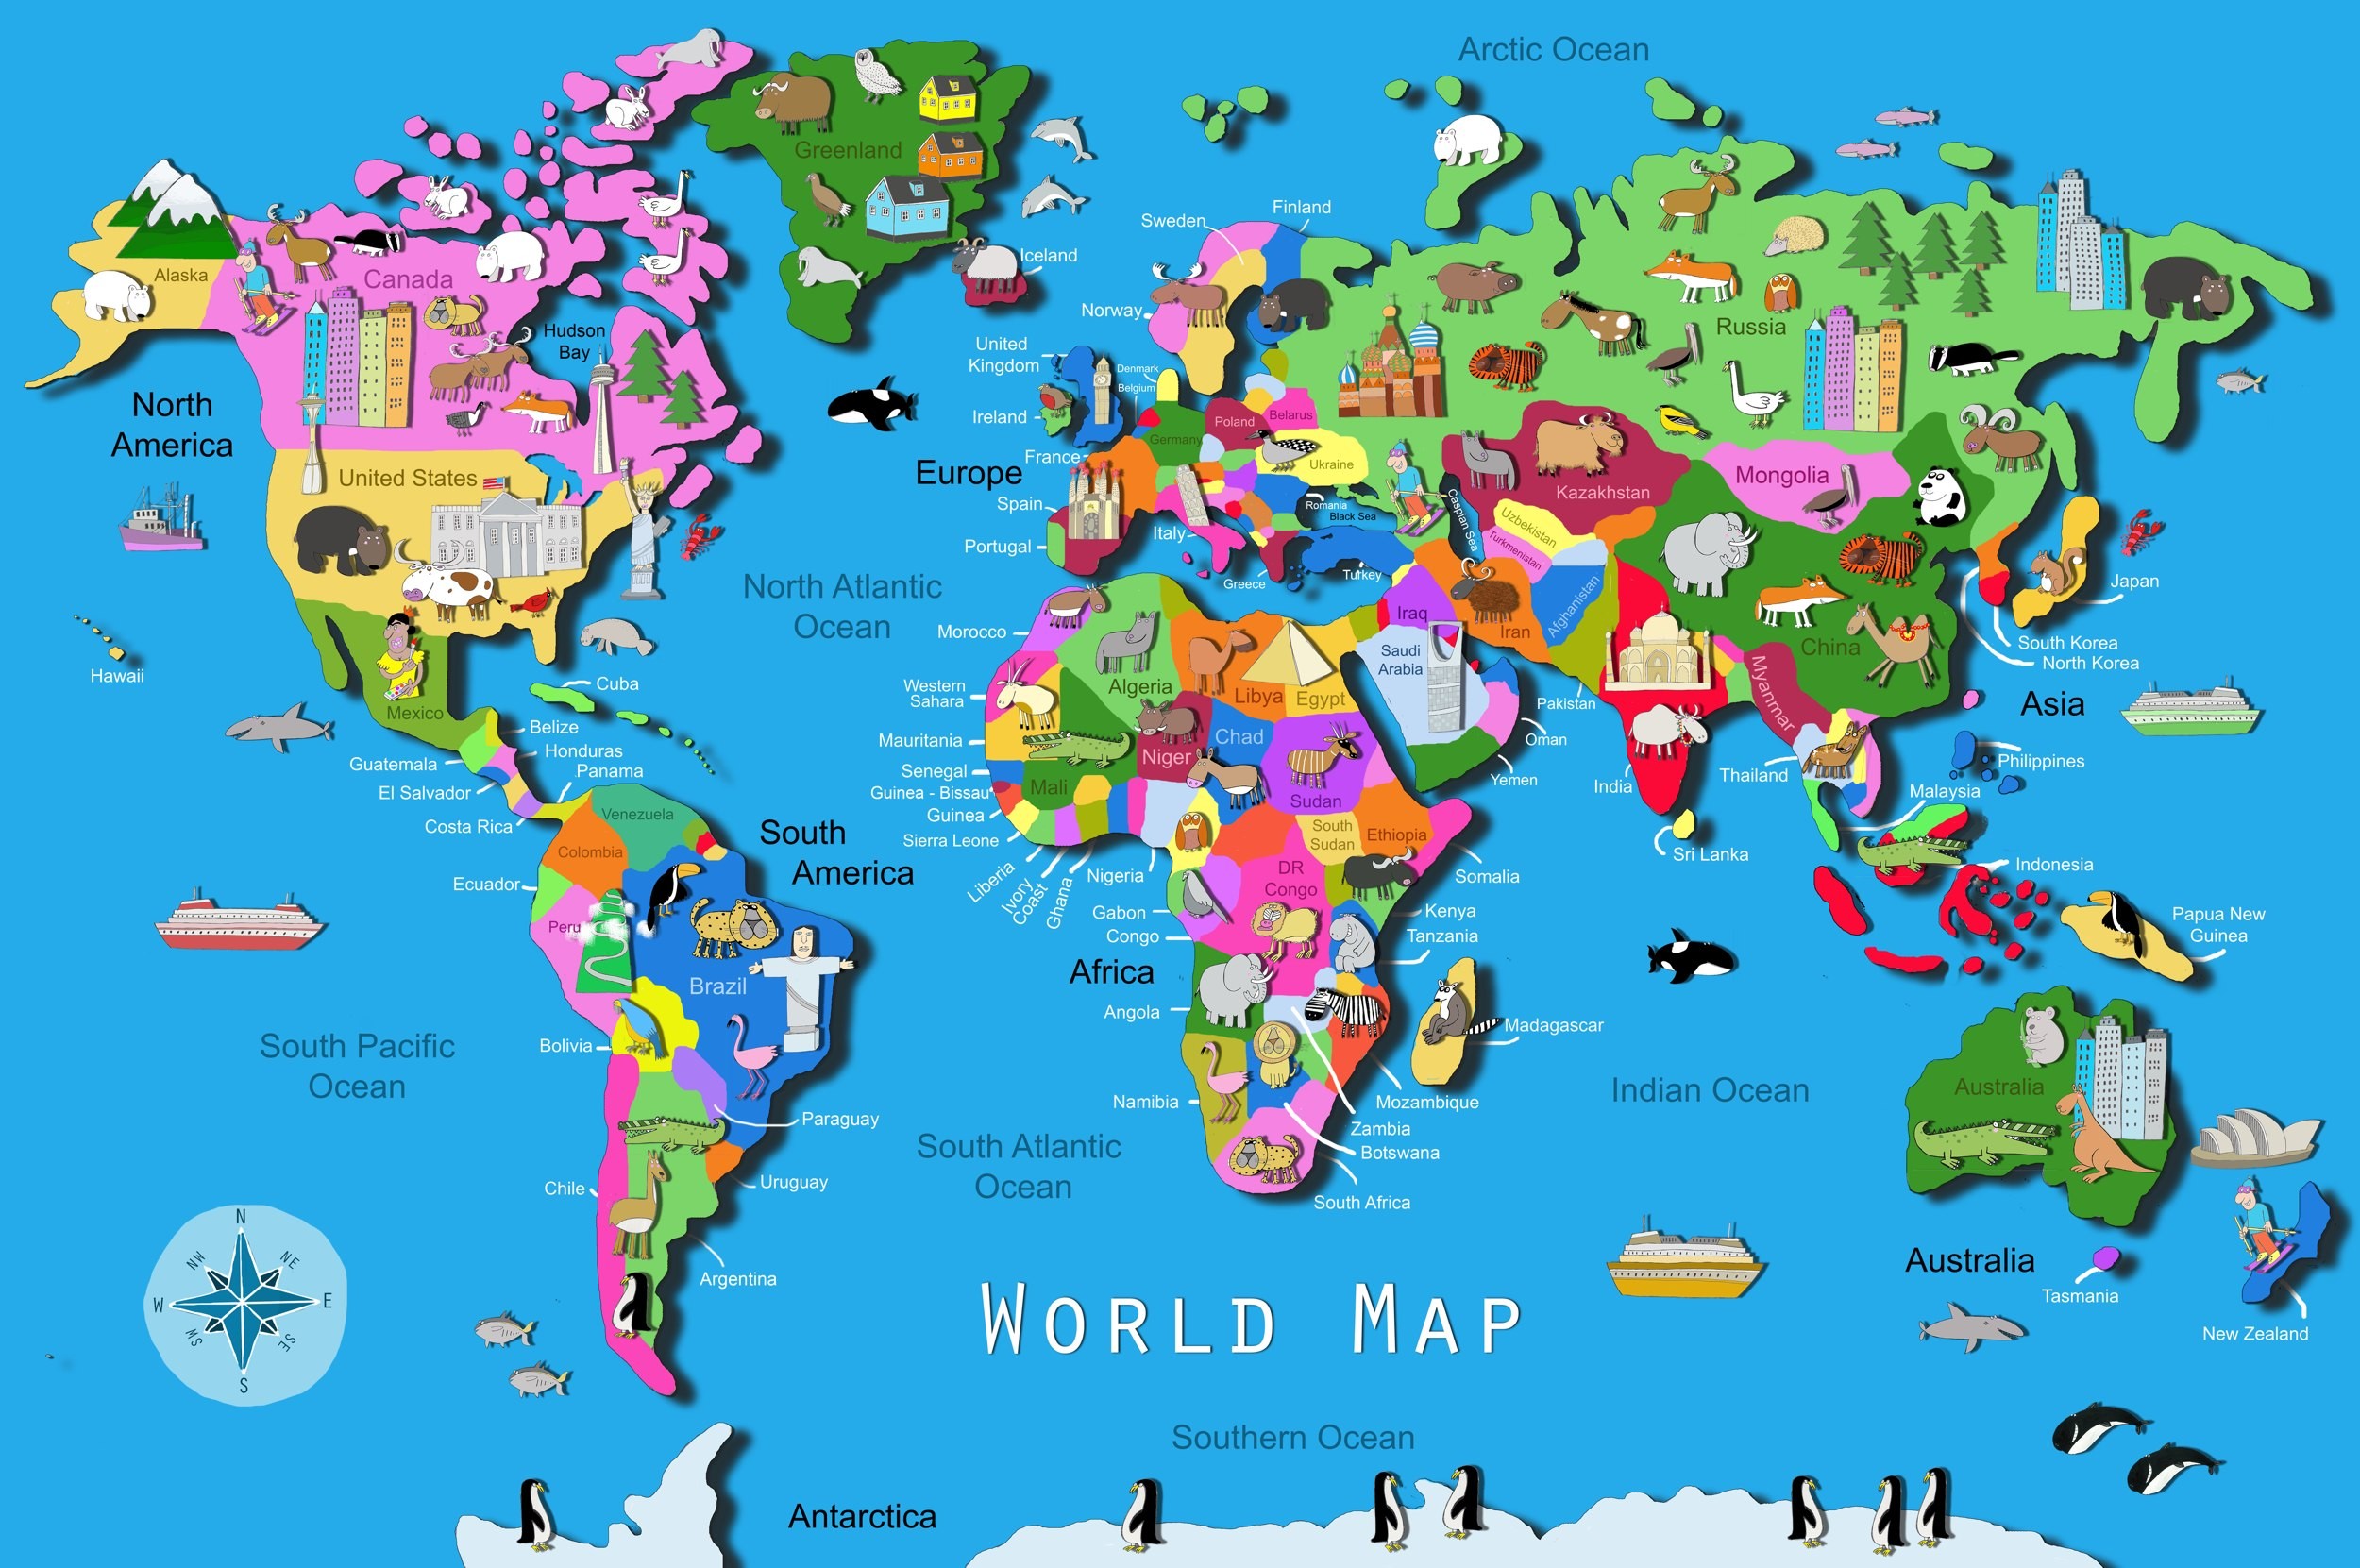 Arctic Ocean
Greenland
Iceland
Alaska
Canada
Hudson
Bay
North
America
United States
Hawaii
Mexico
Cuba
Belize
Honduras
Panama
Guatemala
El Salvador
Costa Rica
North Atlantic
Ocean
Sweden
Finland
Norway
United
Kingdom
Denmark
Belgium
Ireland
Poland
Belarus
Germany
France
Europe
Ukraine
Spain
Romania
Black Sea
Caspian Sea
Italy
Portugal
Greece
Turkey
Russia
Kazakhstan
Mongolia
Uzbekistan
Turkmenistan
Afghanistan
Iraq
Iran
Saudi
Arabia
China
Japan
South Korea
North Korea
Myanmar
Pakistan
Asia
Oman
Yemen
India
Thailand
Philippines
Malaysia
Sri Lanka
Indonesia
Papua New
Guinea
Morocco
Algeria
Libya
Egypt
Western
Sahara
Mauritania
Niger
Chad
Senegal
Mali
Guinea - Bissau
Sudan
Guinea
Sierra Leone
South
Sudan
Ethiopia
Liberia
Ivory
Coast
Ghana
Nigeria
DR
Congo
Somalia
Gabon
Kenya
Congo
Tanzania
Africa
Angola
Madagascar
Namibia
Mozambique
Zambia
Botswana
South Africa
Venezuela
South
America
Colombia
Ecuador
Peru
Brazil
Bolivia
Paraguay
Uruguay
Chile
Argentina
South Pacific
Ocean
South Atlantic
Ocean
Indian Ocean
Australia
Australia
Tasmania
New Zealand
N
NW
NE
W
E
SW
SE
S
World Map
Southern Ocean
Antarctica